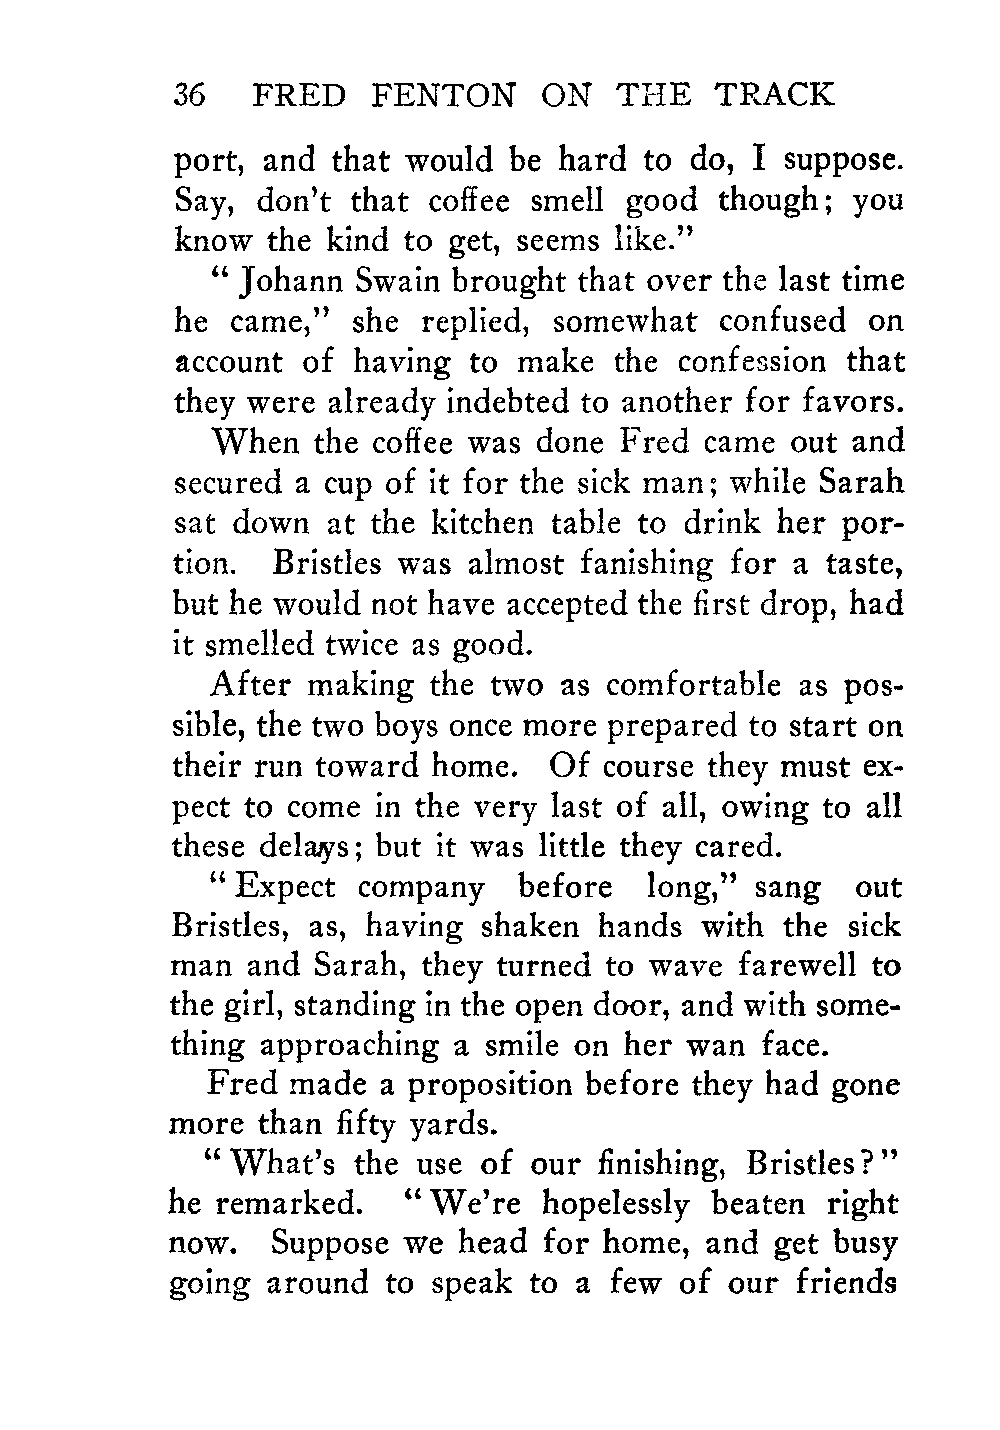 36 FRED FENTON ON THE TRACK
port, and that would be hard to do, I suppose.
Say, don't that coffee smell good though; you
know the kind to get, seems like."
"Johann Swain brought that over the last time
he came," she replied, somewhat confused on
account of having to make the confession that
they were already indebted to another for favors.
When the coffee was done Fred came out and
secured a cup of it for the sick man; while Sarah
sat down at the kitchen table to drink her por-
tion. Bristles was almost fanishing for a taste,
but he would not have accepted the first drop, had
it smelled twice as good.
After making the two as comfortable as pos-
sible, the two boys once more prepared to start on
their run toward home. Of course they must ex-
pect to come in the very last of all, owing to all
these delays; but it was little they cared.
"Expect company before long," sang out
Bristles, as, having shaken hands with the sick
man and Sarah, they turned to wave farewell to
the girl, standing in the open door, and with some-
thing approaching a smile on her wan face.
Fred made a proposition before they had gone
more than fifty yards.
"What's the use of our finishing, Bristles?"
he remarked. "We're hopelessly beaten right
now. Suppose we head for home, and get busy
going around to speak to a few of our friends